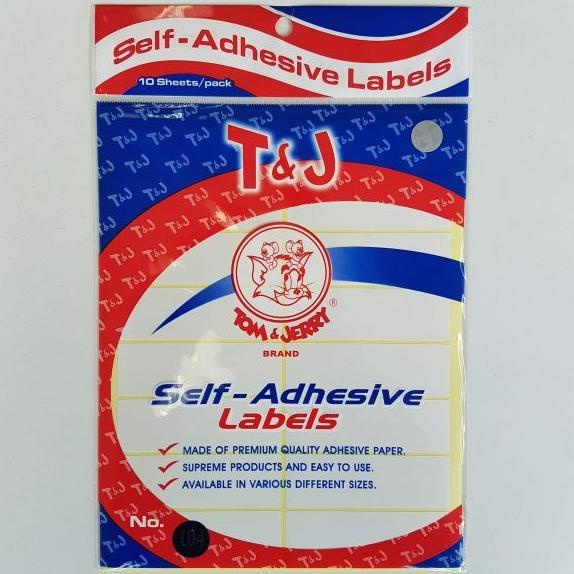 Self-Adhesive Labels
10 Sheets/pack
T&J
TOM & JERRY ®
BRAND
Self-Adhesive
Labels
MADE OF PREMIUM QUALITY ADHESIVE PAPER.
SUPREME PRODUCTS AND EASY TO USE.
AVAILABLE IN VARIOUS DIFFERENT SIZES.
No. 104